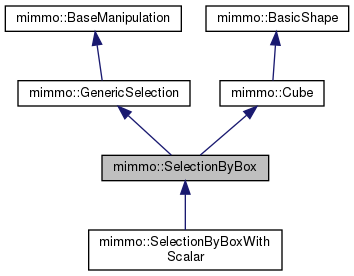 mimmo::BaseManipulation
mimmo::BasicShape
mimmo::GenericSelection
mimmo::Cube
mimmo::SelectionByBox
mimmo::SelectionByBoxWith
Scalar